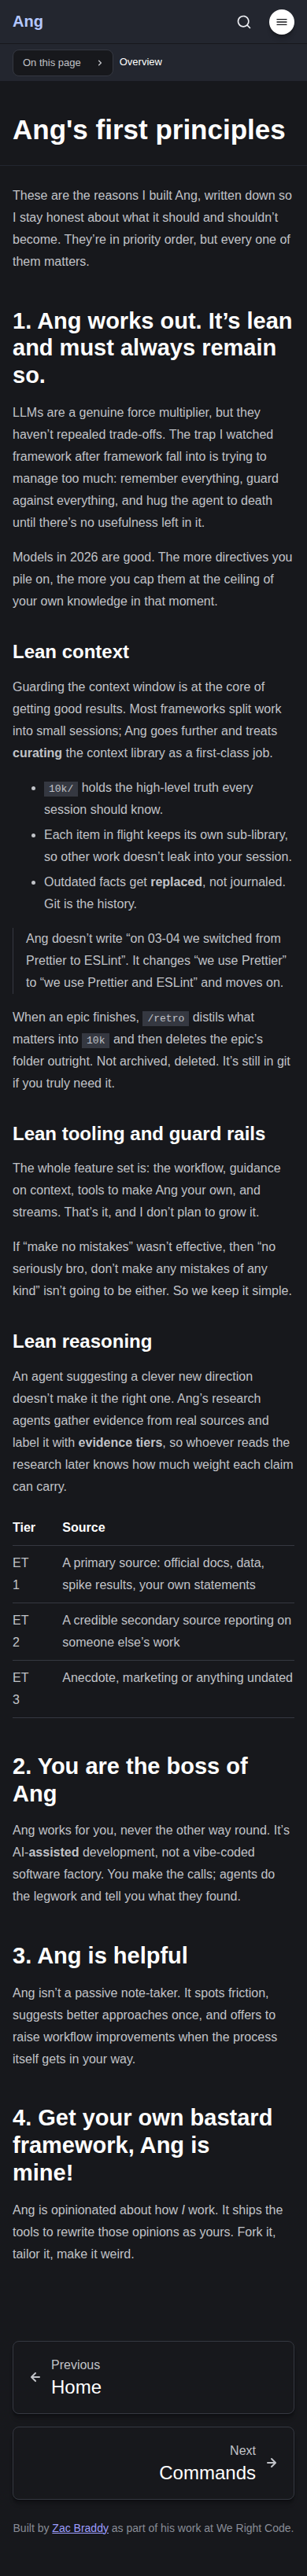 Ang
On this page
Overview
Ang's first principles
These are the reasons I built Ang, written down so
I stay honest about what it should and shouldn't
become. They’re in priority order, but every one of
them matters.
1. Ang works out. It’s lean
and must always remain
so.
LLMs are a genuine force multiplier, but they
haven’t repealed trade-offs. The trap I watched
framework after framework fall into is trying to
manage too much: remember everything, guard
against everything, and hug the agent to death
until there’s no usefulness left in it.
Models in 2026 are good. The more directives you
pile on, the more you cap them at the ceiling of
your own knowledge in that moment.
Lean context
Guarding the context window is at the core of
getting good results. Most frameworks split work
into small sessions; Ang goes further and treats
curating the context library as a first-class job.
• 10k/ holds the high-level truth every
session should know.
• Each item in flight keeps its own sub-library,
so other work doesn’t leak into your session.
• Outdated facts get replaced, not journaled.
Git is the history.
Ang doesn’t write “on 03-04 we switched from
Prettier to ESLint”. It changes “we use Prettier”
to “we use Prettier and ESLint” and moves on.
When an epic finishes, /retro distils what
matters into 10k and then deletes the epic’s
folder outright. Not archived, deleted. It’s still in git
if you truly need it.
Lean tooling and guard rails
The whole feature set is: the workflow, guidance
on context, tools to make Ang your own, and
streams. That’s it, and I don’t plan to grow it.
If “make no mistakes” wasn’t effective, then “no
seriously bro, don’t make any mistakes of any
kind” isn’t going to be either. So we keep it simple.
Lean reasoning
An agent suggesting a clever new direction
doesn’t make it the right one. Ang’s research
agents gather evidence from real sources and
label it with evidence tiers, so whoever reads the
research later knows how much weight each claim
can carry.
Tier Source
ET A primary source: official docs, data,
1 spike results, your own statements
ET A credible secondary source reporting on
2 someone else’s work
ET Anecdote, marketing or anything undated
3
2. You are the boss of
Ang
Ang works for you, never the other way round. It’s
AI-assisted development, not a vibe-coded
software factory. You make the calls; agents do
the legwork and tell you what they found.
3. Ang is helpful
Ang isn’t a passive note-taker. It spots friction,
suggests better approaches once, and offers to
raise workflow improvements when the process
itself gets in your way.
4. Get your own bastard
framework, Ang is
mine!
Ang is opinionated about how I work. It ships the
tools to rewrite those opinions as yours. Fork it,
tailor it, make it weird.
Previous
Home
Next
Commands
Built by Zac Braddy as part of his work at We Right Code.